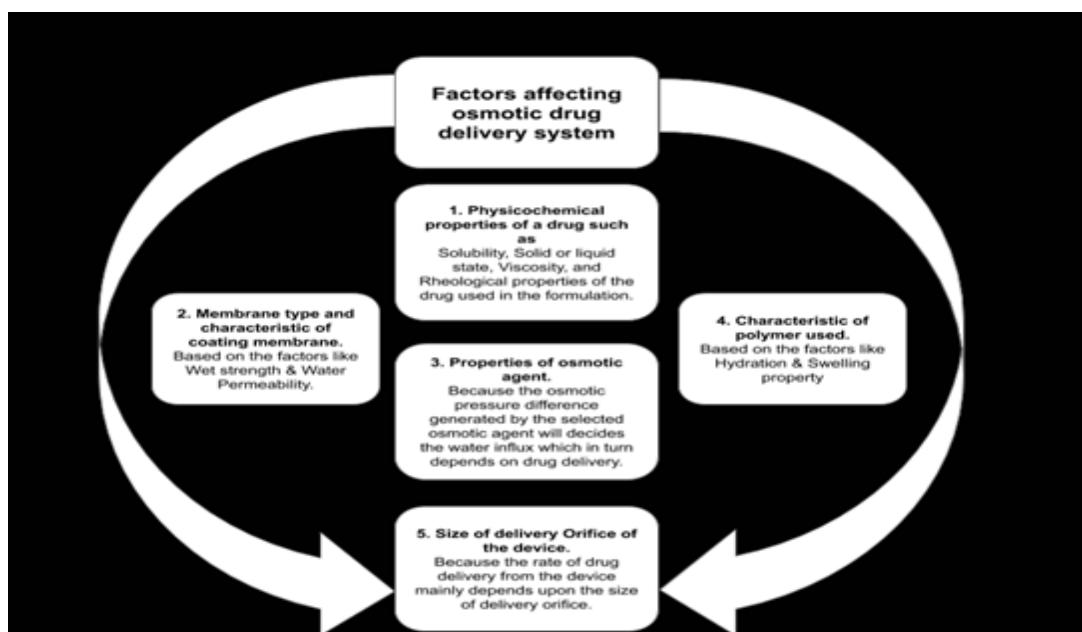 Factors affecting
osmotic drug
delivery system
1. Physicochemical
properties of a drug such
as
Solubility, Solid or liquid
state, Viscosity, and
Rheological properties of the
drug used in the formulation.
2. Membrane type and
characteristic of
coating membrane.
Based on the factors like
Wet strength & Water
Permeability.
3. Properties of osmotic
agent.
Because the osmotic
pressure difference
generated by the selected
osmotic agent will decides
the water influx which in turn
depends on drug delivery.
4. Characteristic of
polymer used.
Based on the factors like
Hydration & Swelling
property
5. Size of delivery Orifice of
the device.
Because the rate of drug
delivery from the device
mainly depends upon the size
of delivery orifice.